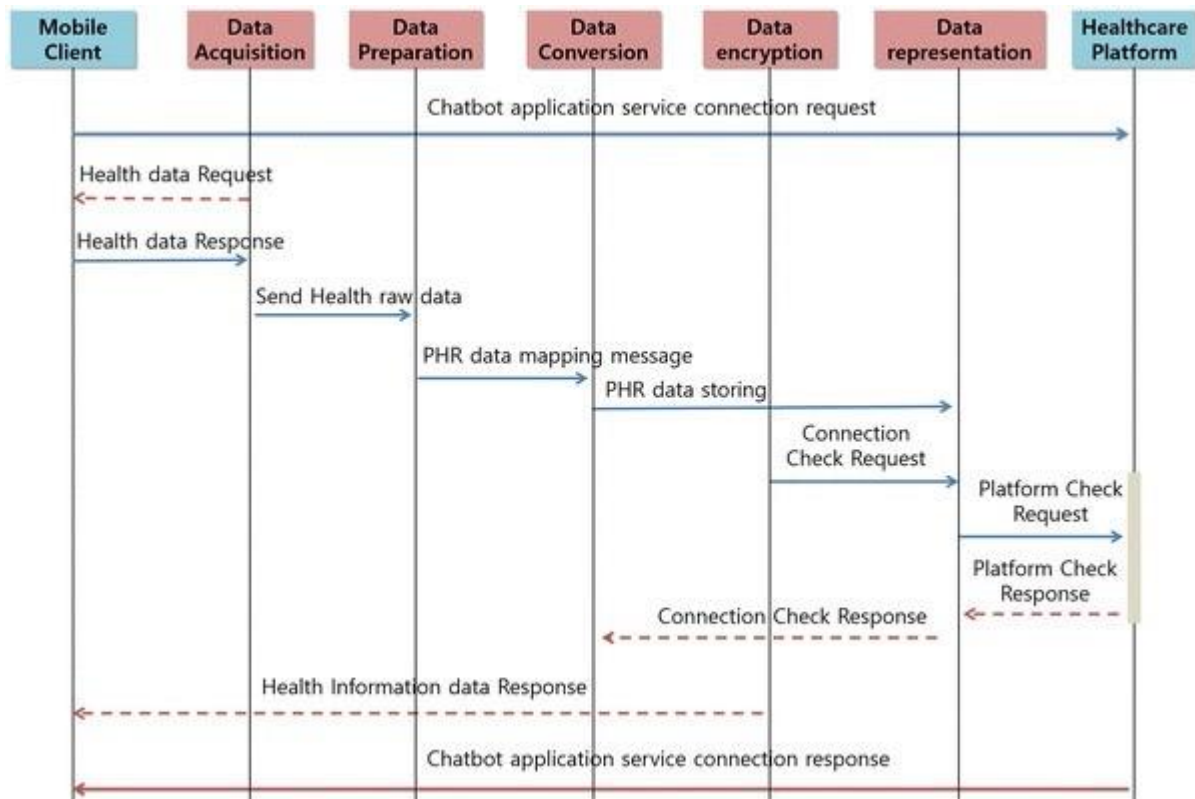 Mobile
Client
Data
Acquisition
Data
Preparation
Data
Conversion
Data
encryption
Data
representation
Healthcare
Platform
Chatbot application service connection request
Health data Request
Health data Response
Send Health raw data
PHR data mapping message
PHR data storing
Connection
Check Request
Platform Check
Request
Platform Check
Response
Connection Check Response
Health Information data Response
Chatbot application service connection response